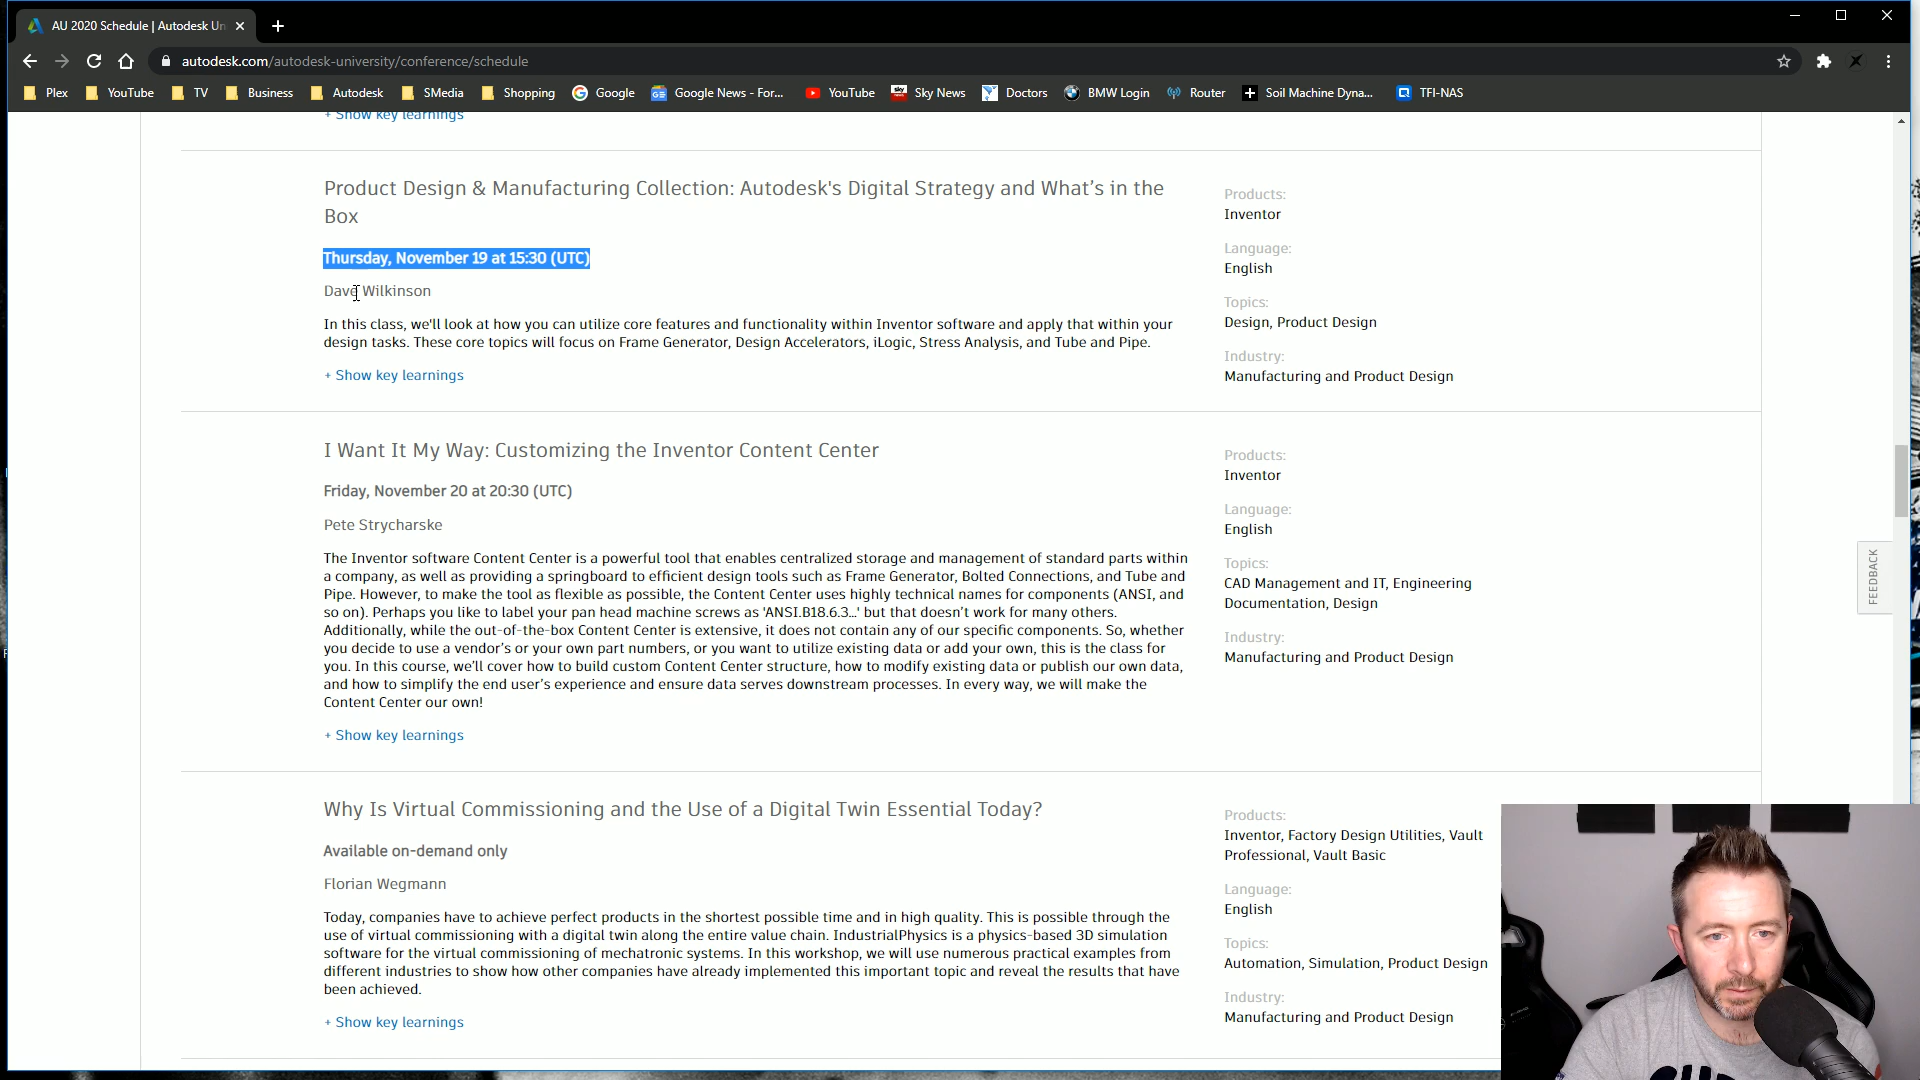 AU 2020 Schedule | Autodesk Un
autodesk.com/autodesk-university/conference/schedule
Plex YouTube TV Business Autodesk SMedia Shopping Google Google News - For... YouTube Sky News Doctors BMW Login Router Soil Machine Dyna... TFI-NAS
+ Show key learnings
Product Design & Manufacturing Collection: Autodesk's Digital Strategy and What’s in the
Box
Thursday, November 19 at 15:30 (UTC)
Dave Wilkinson
In this class, we'll look at how you can utilize core features and functionality within Inventor software and apply that within your
design tasks. These core topics will focus on Frame Generator, Design Accelerators, iLogic, Stress Analysis, and Tube and Pipe.
+ Show key learnings
Products:
Inventor
Language:
English
Topics:
Design, Product Design
Industry:
Manufacturing and Product Design
I Want It My Way: Customizing the Inventor Content Center
Friday, November 20 at 20:30 (UTC)
Pete Strycharske
The Inventor software Content Center is a powerful tool that enables centralized storage and management of standard parts within
a company, as well as providing a springboard to efficient design tools such as Frame Generator, Bolted Connections, and Tube and
Pipe. However, to make the tool as flexible as possible, the Content Center uses highly technical names for components (ANSI, and
so on). Perhaps you like to label your pan head machine screws as 'ANSI.B18.6.3...' but that doesn’t work for many others.
Additionally, while the out-of-the-box Content Center is extensive, it does not contain any of our specific components. So, whether
you decide to use a vendor’s or your own part numbers, or you want to utilize existing data or add your own, this is the class for
you. In this course, we’ll cover how to build custom Content Center structure, how to modify existing data or publish our own data,
and how to simplify the end user’s experience and ensure data serves downstream processes. In every way, we will make the
Content Center our own!
+ Show key learnings
Products:
Inventor
Language:
English
Topics:
CAD Management and IT, Engineering
Documentation, Design
Industry:
Manufacturing and Product Design
FEEDBACK
Why Is Virtual Commissioning and the Use of a Digital Twin Essential Today?
Available on-demand only
Florian Wegmann
Today, companies have to achieve perfect products in the shortest possible time and in high quality. This is possible through the
use of virtual commissioning with a digital twin along the entire value chain. IndustrialPhysics is a physics-based 3D simulation
software for the virtual commissioning of mechatronic systems. In this workshop, we will use numerous practical examples from
different industries to show how other companies have already implemented this important topic and reveal the results that have
been achieved.
+ Show key learnings
Products:
Inventor, Factory Design Utilities, Vault
Professional, Vault Basic
Language:
English
Topics:
Automation, Simulation, Product Design
Industry:
Manufacturing and Product Design